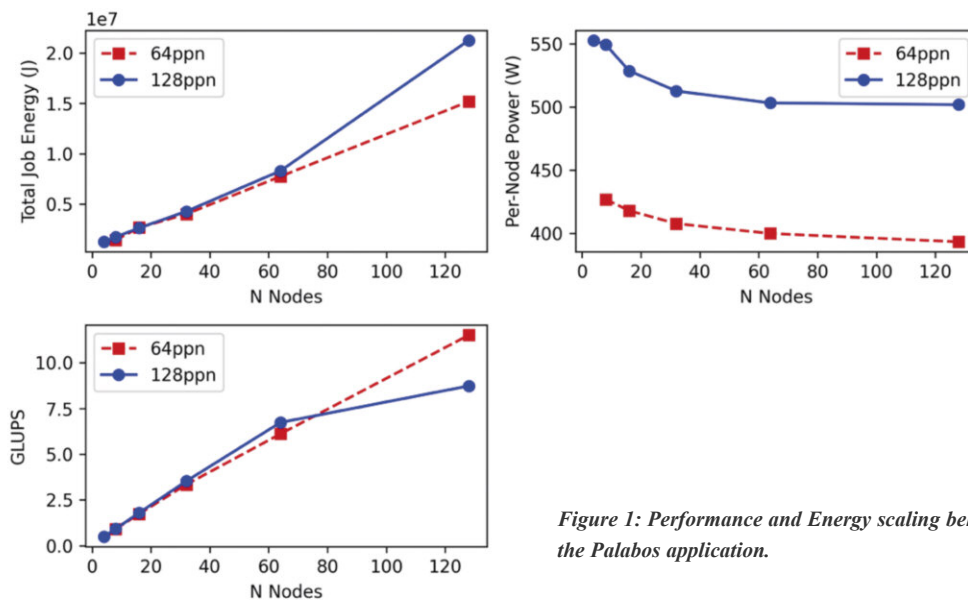 1e7
2.0
1.5
1.0
0.5
Total Job Energy (J)
64ppn
128ppn
0 20 40 60 80 100 120
N Nodes
550
500
450
400
Per-Node Power (W)
64ppn
128ppn
0 20 40 60 80 100 120
N Nodes
10.0
7.5
5.0
2.5
0.0
GLUPS
64ppn
128ppn
0 20 40 60 80 100 120
N Nodes
Figure 1: Performance and Energy scaling
the Palabos application.